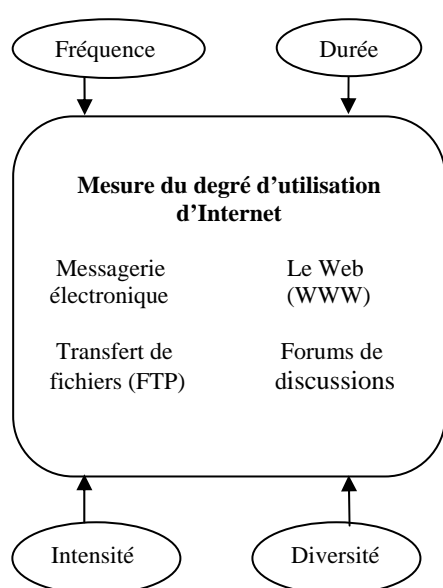 Fréquence
Durée
Mesure du degré d’utilisation
d’Internet
Messagerie
électronique
Le Web
(WWW)
Transfert de
fichiers (FTP)
Forums de
discussions
Intensité
Diversité